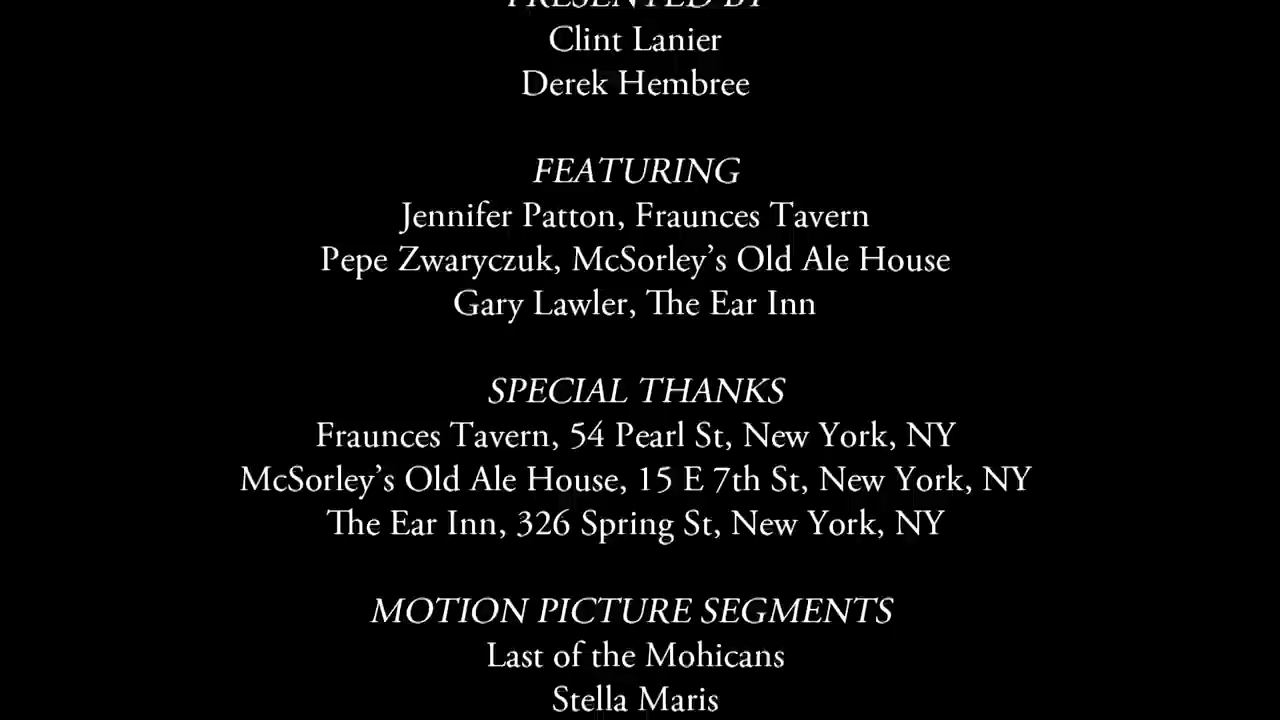 PRESENTED BY
Clint Lanier
Derek Hembree
FEATURING
Jennifer Patton, Fraunces Tavern
Pepe Zwaryczuk, McSorley's Old Ale House
Gary Lawler, The Ear Inn
SPECIAL THANKS
Fraunces Tavern, 54 Pearl St, New York, NY
McSorley's Old Ale House, 15 E 7th St, New York, NY
The Ear Inn, 326 Spring St, New York, NY
MOTION PICTURE SEGMENTS
Last of the Mohicans
Stella Maris